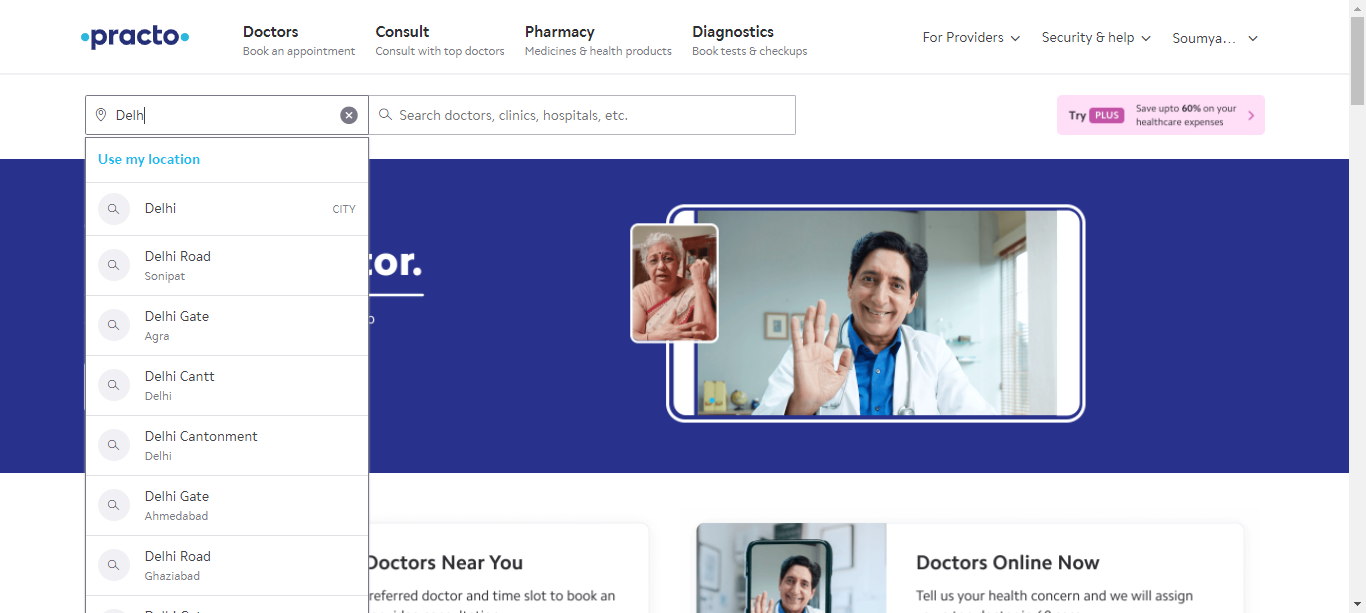 practo
Doctors
Book an appointment
Consult
Consult with top doctors
Pharmacy
Medicines & health products
Diagnostics
Book tests & checkups
For Providers
Security & help
Soumya...
Delh
Search doctors, clinics, hospitals, etc.
Try PLUS
Save upto 60% on your
healthcare expenses
Use my location
Delhi
CITY
Delhi Road
Sonipat
Delhi Gate
Agra
Delhi Cantt
Delhi
Delhi Cantonment
Delhi
Delhi Gate
Ahmedabad
Delhi Road
Ghaziabad
tor.
Doctors Near You
referred doctor and time slot to book an
Doctors Online Now
Tell us your health concern and we will assign